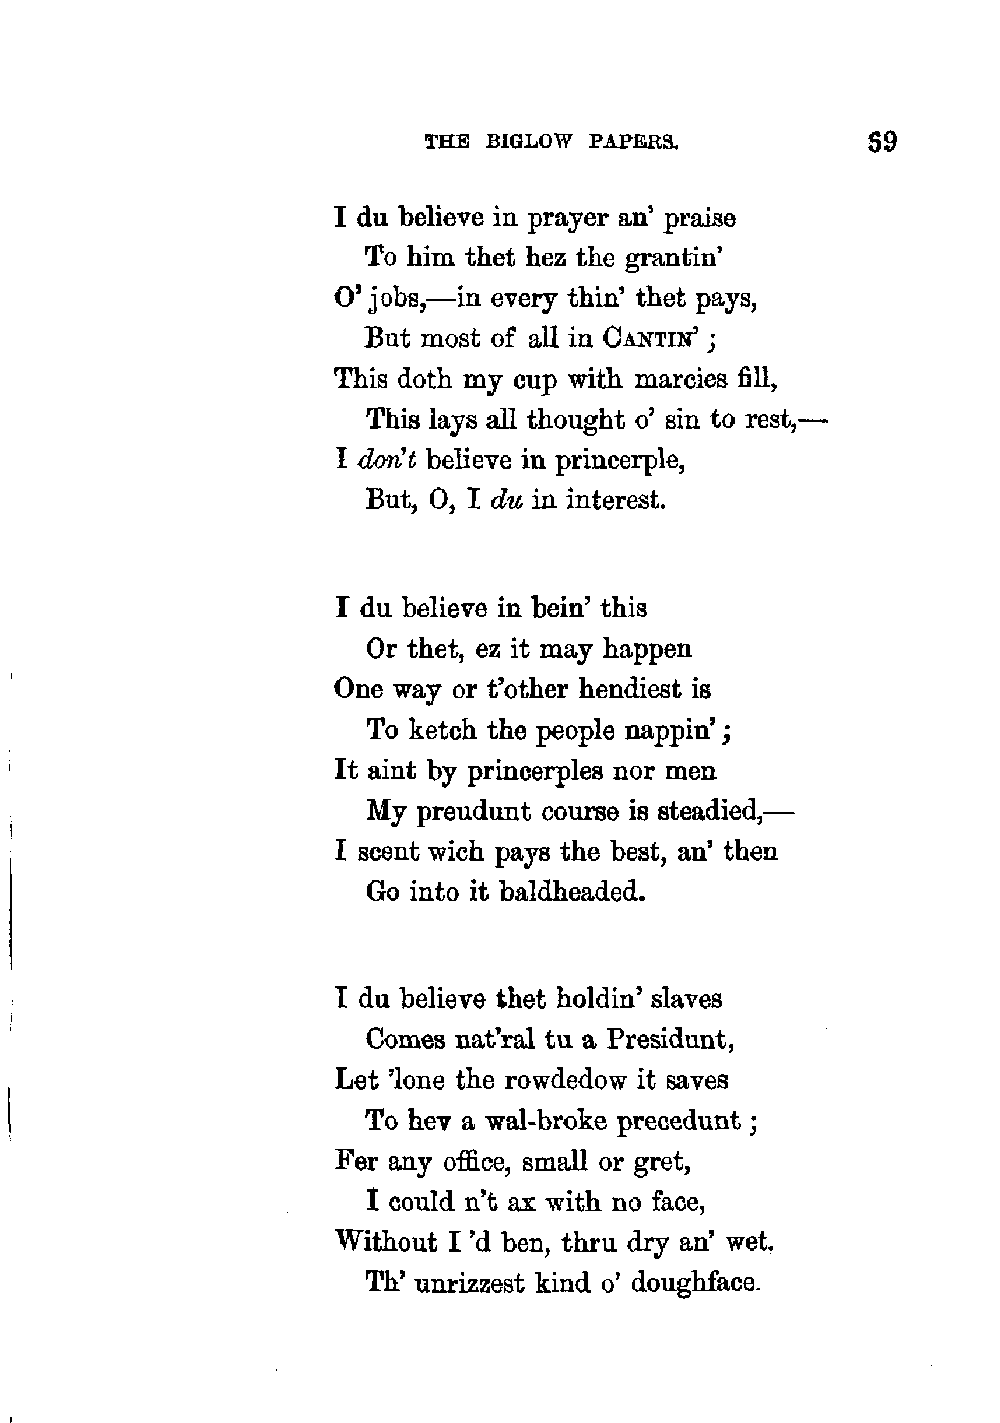 THE BIGLOW PAPERS. 69
I du believe in prayer an' praise
To him thet hez the grantin'
O' jobs,—in every thin' thet pays,
But most of all in CANTIN' ;
This doth my cup with marcies fill,
This lays all thought o' sin to rest,—
I don't believe in princerple,
But, O, I du in interest.
I du believe in bein' this
Or thet, ez it may happen
One way or t'other hendiest is
To ketch the people nappin' ;
It aint by princerples nor men
My preudunt course is steadied,—
I scent wich pays the best, an' then
Go into it baldheaded.
I du believe thet holdin' slaves
Comes nat'ral tu a Presidunt,
Let 'lone the rowdedow it saves
To hev a wal-broke precedunt ;
Fer any office, small or gret,
I could n't ax with no face,
Without I 'd ben, thru dry an' wet.
Th' unrizzest kind o' doughface.